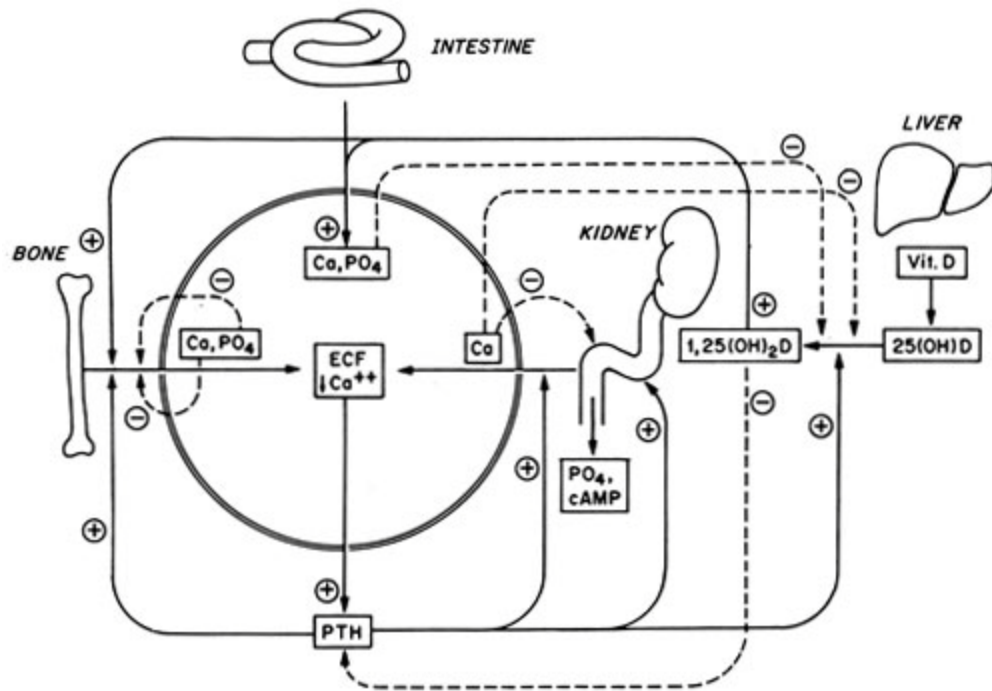 INTESTINE
LIVER
⊖
⊖
KIDNEY
⊕
⊕
BONE
Ca, PO₄
⊖
Vit. D
⊖
⊕
Ca, PO₄
Ca
1,25(OH)₂D
25(OH)D
ECF
↓Ca⁺⁺
⊖
⊖
⊕
⊕
⊕
PO₄,
cAMP
⊕
⊕
PTH